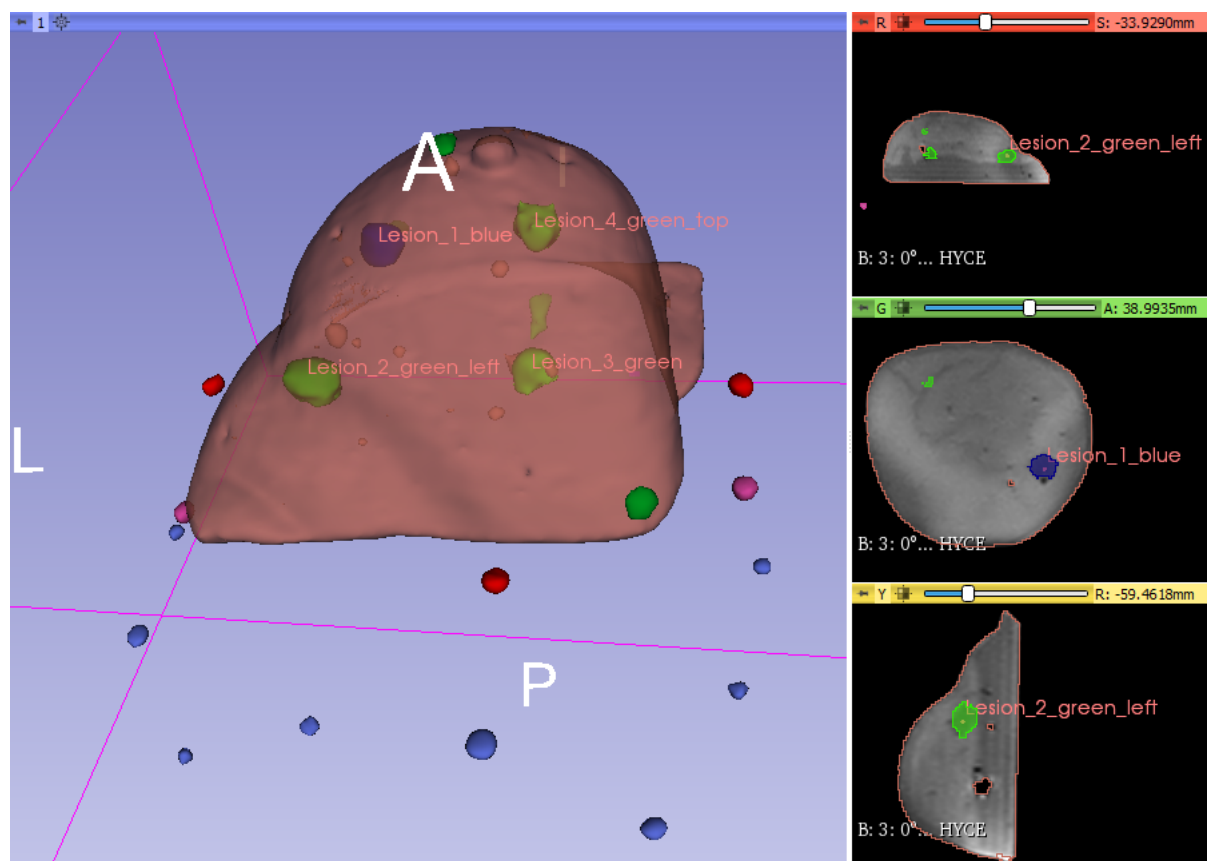 1
A
I
Lesion_1_blue
Lesion_4_green_top
Lesion_2_green_left
Lesion_3_green
L
P
R
S: -33.9290mm
Lesion_2_green_left
B: 3: 0°... HYCE
G
A: 38.9935mm
Lesion_1_blue
B: 3: 0°... HYCE
Y
R: -59.4618mm
Lesion_2_green_left
B: 3: 0°... HYCE